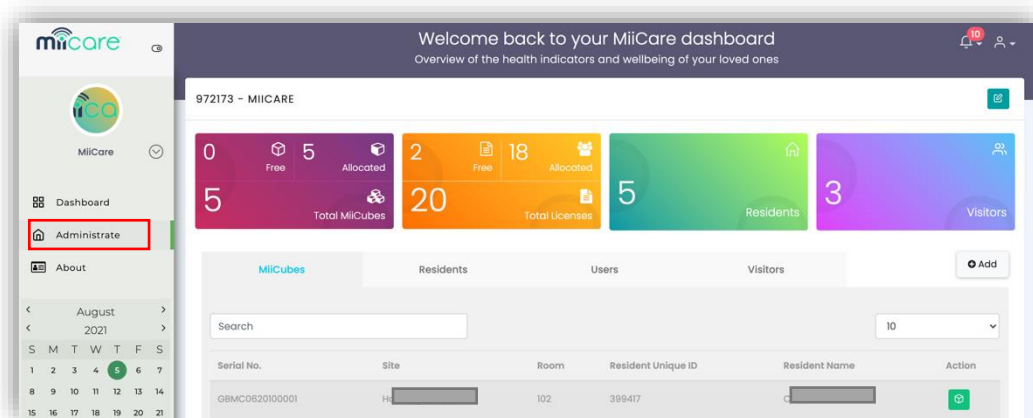 miicare
Welcome back to your MiiCare dashboard
10
Overview of the health indicators and wellbeing of your loved ones
972173 - MIICARE
ica
MiiCare
0 Free 5 Allocated
5 Total MiiCubes
2 Free 18 Allocated
20 Total Licenses
5 Residents
3 Visitors
Dashboard
Administrate
About
MiiCubes Residents Users Visitors Add
Search 10
Serial No. Site Room Resident Unique ID Resident Name Action
GBMC0620100001 102 399417
August
2021
S M T W T F S
1 2 3 4 5 6 7
8 9 10 11 12 13 14
15 16 17 18 19 20 21